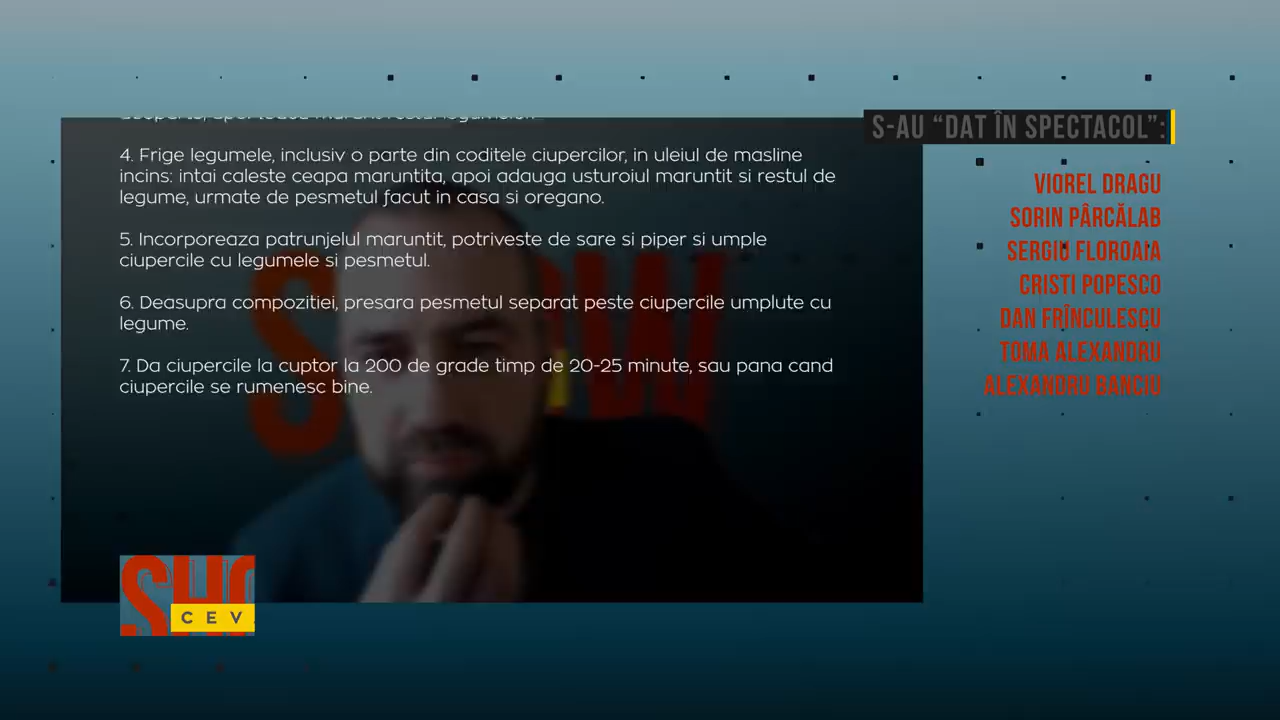 4. Frige legumele, inclusiv o parte din coditele ciupercilor, in uleiul de masline
incins: intai caleste ceapa maruntita, apoi adauga usturoiul maruntit si restul de
legume, urmate de pesmetul facut in casa si oregano.
5. Incorporeaza patrunjelul maruntit, potriveste de sare si piper si umple
ciupercile cu legumele si pesmetul.
6. Deasupra compozitiei, presara pesmetul separat peste ciupercile umplute cu
legume.
7. Da ciupercile la cuptor la 200 de grade timp de 20-25 minute, sau pana cand
ciupercile se rumenesc bine.
S-AU “DAT ÎN SPECTACOL”:
VIOREL DRAGU
SORIN PÂRCĂLAB
SERGIU FLOROAIA
CRISTI POPESCO
DAN FRÎNCULESCU
TOMA ALEXANDRU
ALEXANDRU BANCIU
CEV